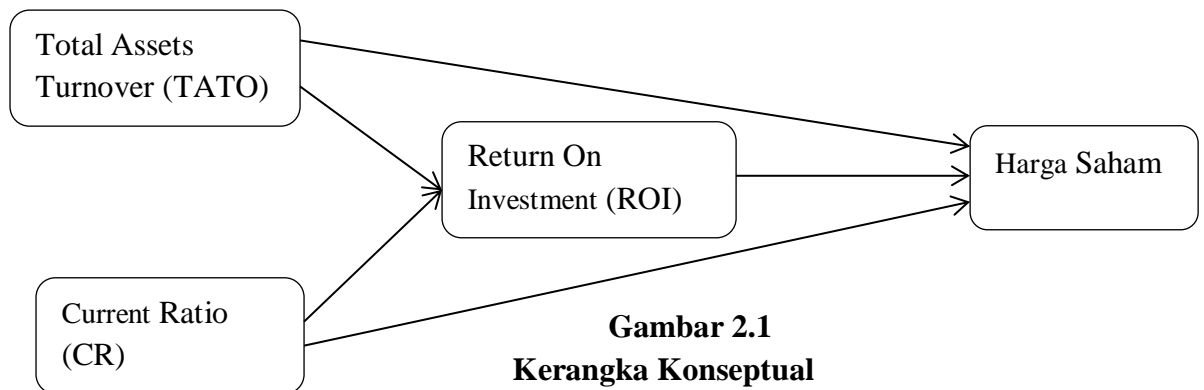 Total Assets
Turnover (TATO)
Return On
Investment (ROI)
Harga Saham
Current Ratio
(CR)
Gambar 2.1
Kerangka Konseptual